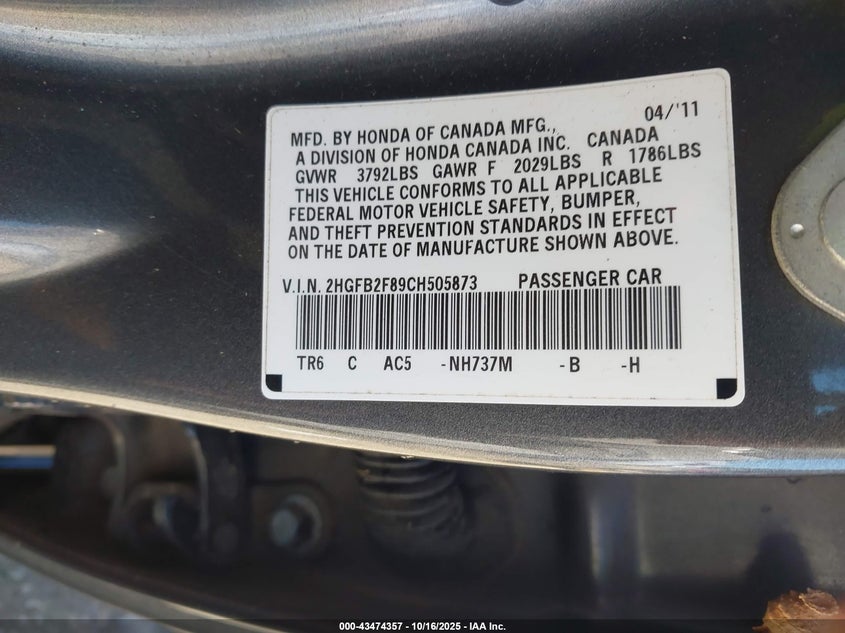 04/'11
MFD. BY HONDA OF CANADA MFG.,
A DIVISION OF HONDA CANADA INC. CANADA
GVWR 3792LBS GAWR F 2029LBS R 1786LBS
THIS VEHICLE CONFORMS TO ALL APPLICABLE
FEDERAL MOTOR VEHICLE SAFETY, BUMPER,
AND THEFT PREVENTION STANDARDS IN EFFECT
ON THE DATE OF MANUFACTURE SHOWN ABOVE.
V.I.N. 2HGFB2F89CH505873 PASSENGER CAR
TR6 C AC5 -NH737M -B -H
000-43474357 - 10/16/2025 - IAA Inc.